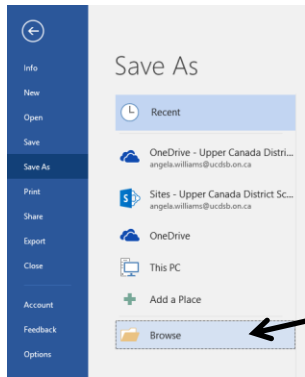 Info
New
Open
Save
Save As
Print
Share
Export
Close
Account
Feedback
Options
Save As
Recent
OneDrive - Upper Canada Distri...
angela.williams@ucdsb.on.ca
Sites - Upper Canada District Sc...
angela.williams@ucdsb.on.ca
OneDrive
This PC
Add a Place
Browse